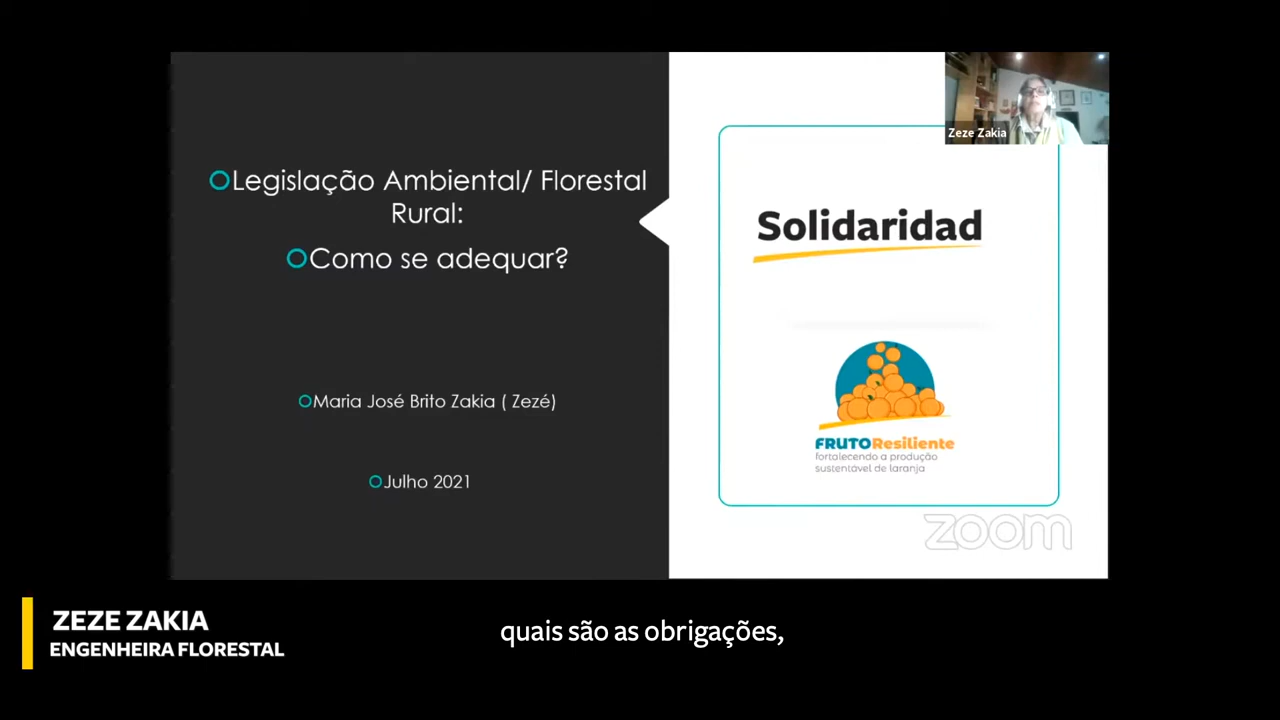 Legislação Ambiental/ Florestal
Rural:
Como se adequar?
Maria José Brito Zakia ( Zezé)
Julho 2021
Zeze Zakia
Solidaridad
FRUTOResiliente
fortalecendo a produção
sustentável de laranja
zoom
ZEZE ZAKIA
ENGENHEIRA FLORESTAL
quais são as obrigações,